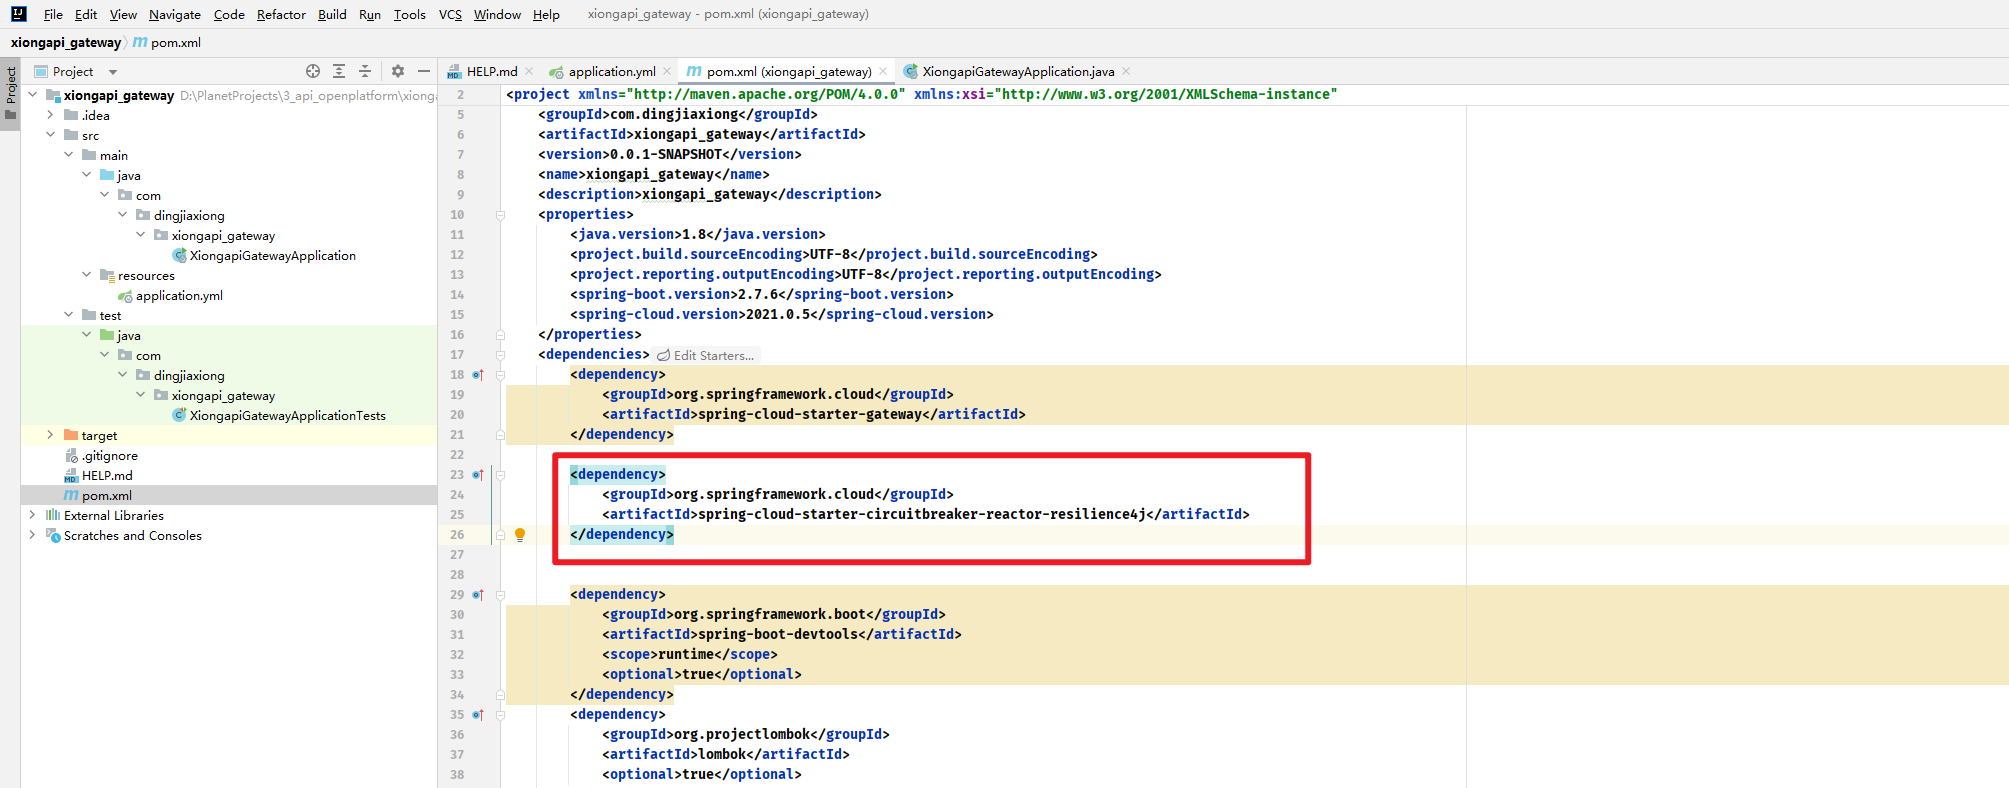 File Edit View Navigate Code Refactor Build Run Tools VCS Window Help xiongapi_gateway - pom.xml (xiongapi_gateway)
xiongapi_gateway pom.xml
Project
Project
HELP.md application.yml pom.xml (xiongapi_gateway) XiongapiGatewayApplication.java
xiongapi_gateway D:\PlanetProjects\3_api_openplatform\xiong
.idea
src
main
java
com
dingjiaxiong
xiongapi_gateway
XiongapiGatewayApplication
resources
application.yml
test
java
com
dingjiaxiong
xiongapi_gateway
XiongapiGatewayApplicationTests
target
.gitignore
HELP.md
pom.xml
External Libraries
Scratches and Consoles
2 <project xmlns="http://maven.apache.org/POM/4.0.0" xmlns:xsi="http://www.w3.org/2001/XMLSchema-instance"
5 <groupId>com.dingjiaxiong</groupId>
6 <artifactId>xiongapi_gateway</artifactId>
7 <version>0.0.1-SNAPSHOT</version>
8 <name>xiongapi_gateway</name>
9 <description>xiongapi_gateway</description>
10 <properties>
11 <java.version>1.8</java.version>
12 <project.build.sourceEncoding>UTF-8</project.build.sourceEncoding>
13 <project.reporting.outputEncoding>UTF-8</project.reporting.outputEncoding>
14 <spring-boot.version>2.7.6</spring-boot.version>
15 <spring-cloud.version>2021.0.5</spring-cloud.version>
16 </properties>
17 <dependencies> Edit Starters...
18 <dependency>
19 <groupId>org.springframework.cloud</groupId>
20 <artifactId>spring-cloud-starter-gateway</artifactId>
21 </dependency>
22
23 <dependency>
24 <groupId>org.springframework.cloud</groupId>
25 <artifactId>spring-cloud-starter-circuitbreaker-reactor-resilience4j</artifactId>
26 </dependency>
27
28
29 <dependency>
30 <groupId>org.springframework.boot</groupId>
31 <artifactId>spring-boot-devtools</artifactId>
32 <scope>runtime</scope>
33 <optional>true</optional>
34 </dependency>
35 <dependency>
36 <groupId>org.projectlombok</groupId>
37 <artifactId>lombok</artifactId>
38 <optional>true</optional>